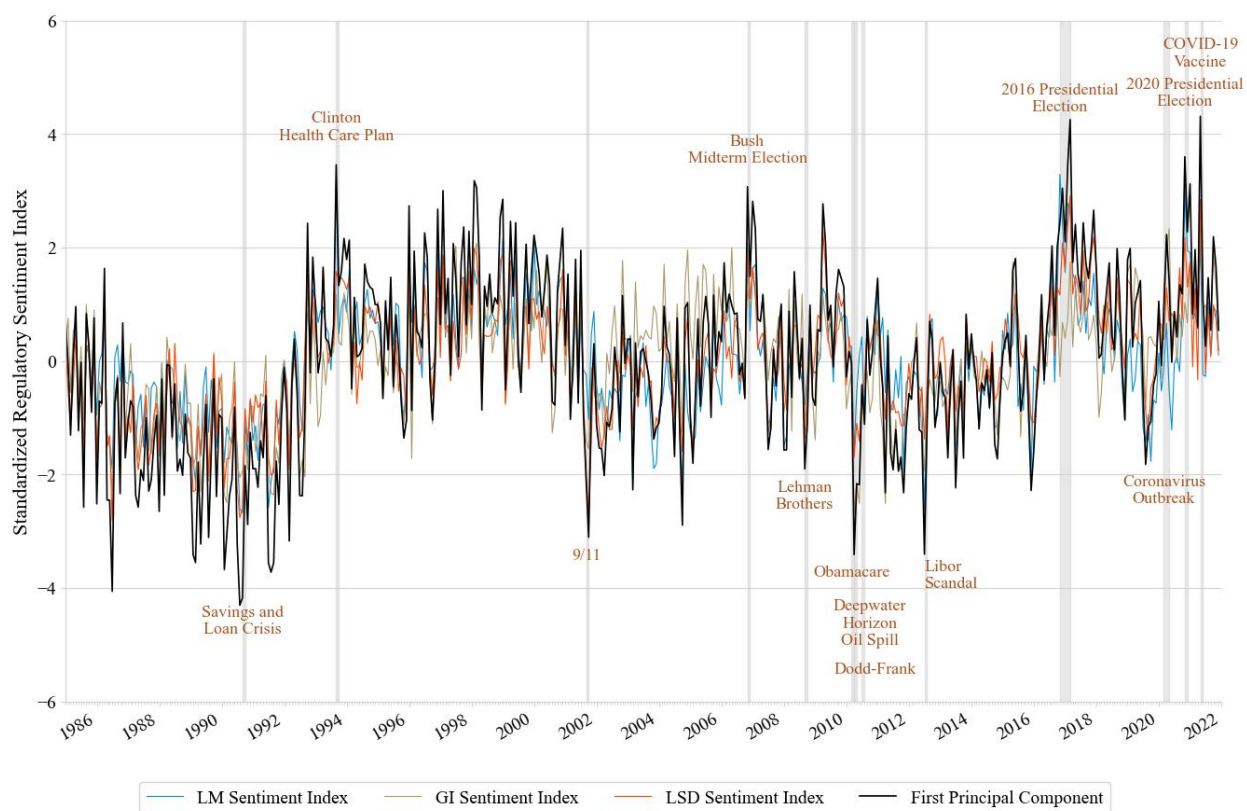 6
COVID-19
Vaccine
2016 Presidential
Election
2020 Presidential
Election
Clinton
Health Care Plan
4
Bush
Midterm Election
2
0
−2
Lehman
Brothers
Coronavirus
Outbreak
9/11
Obamacare
Libor
Scandal
−4
Savings and
Loan Crisis
Deepwater
Horizon
Oil Spill
Dodd-Frank
−6
Standardized Regulatory Sentiment Index
1986 1988 1990 1992 1994 1996 1998 2000 2002 2004 2006 2008 2010 2012 2014 2016 2018 2020 2022
LM Sentiment Index GI Sentiment Index LSD Sentiment Index First Principal Component